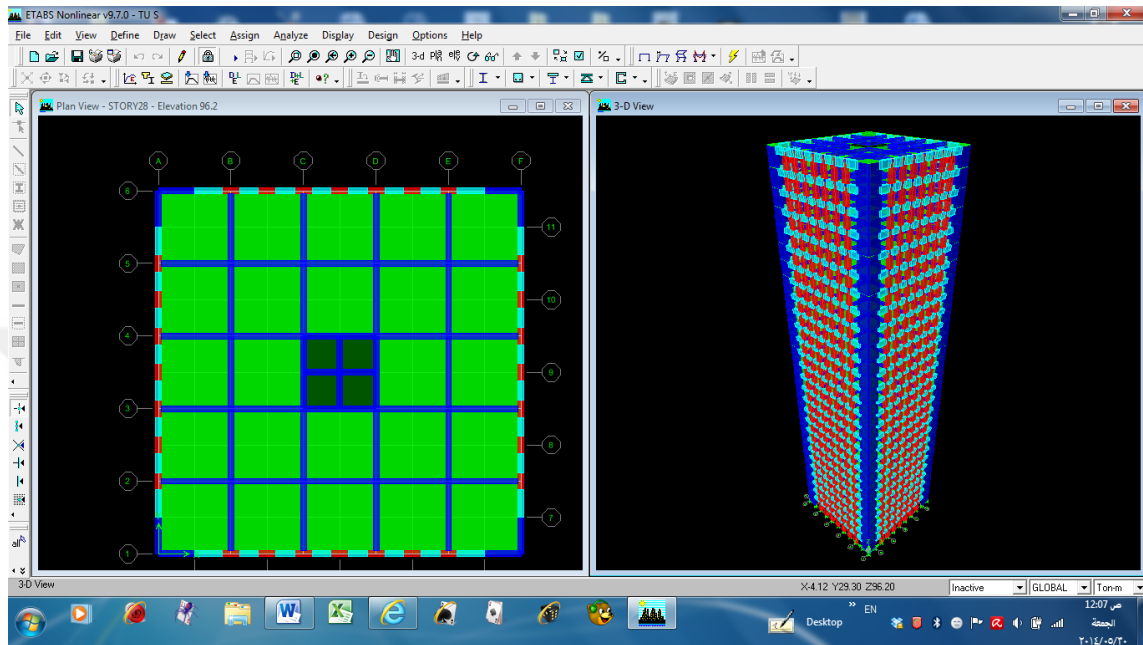 ETABS Nonlinear v9.7.0 - TU S
File Edit View Define Draw Select Assign Analyze Display Design Options Help
3-d
Plan View - STORY28 - Elevation 96.2
3-D View
A B C D E F
6
11
5
10
4
9
3
8
2
7
1
all
3-D View
X-4.12 Y29.30 Z96.20
Inactive
GLOBAL
Ton-m
Desktop
»
EN
12:07 ص
الجمعة
٢٠١٤/٠٥/٣٠